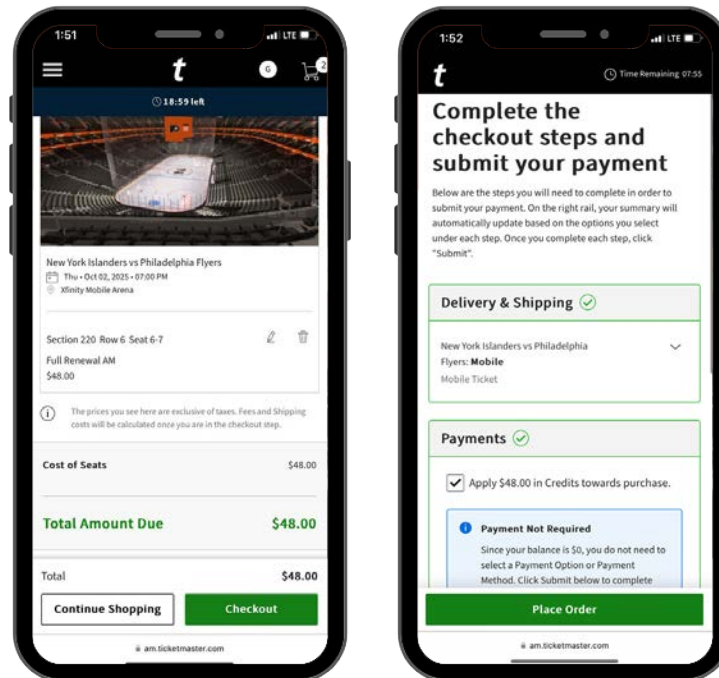 1:51
LTE
t
G
2
18:59 left
New York Islanders vs Philadelphia Flyers
Thu • Oct 02, 2025 • 07:00 PM
Xfinity Mobile Arena
Section 220 Row 6 Seat 6-7
Full Renewal AM
$48.00
The prices you see here are exclusive of taxes. Fees and Shipping
costs will be calculated once you are in the checkout step.
Cost of Seats $48.00
Total Amount Due $48.00
Total $48.00
Continue Shopping Checkout
am.ticketmaster.com
1:52
LTE
t
Time Remaining 07:55
Complete the
checkout steps and
submit your payment
Below are the steps you will need to complete in order to
submit your payment. On the right rail, your summary will
automatically update based on the options you select
under each step. Once you complete each step, click
"Submit".
Delivery & Shipping
New York Islanders vs Philadelphia
Flyers: Mobile
Mobile Ticket
Payments
Apply $48.00 in Credits towards purchase.
Payment Not Required
Since your balance is $0, you do not need to
select a Payment Option or Payment
Method. Click Submit below to complete
Place Order
am.ticketmaster.com